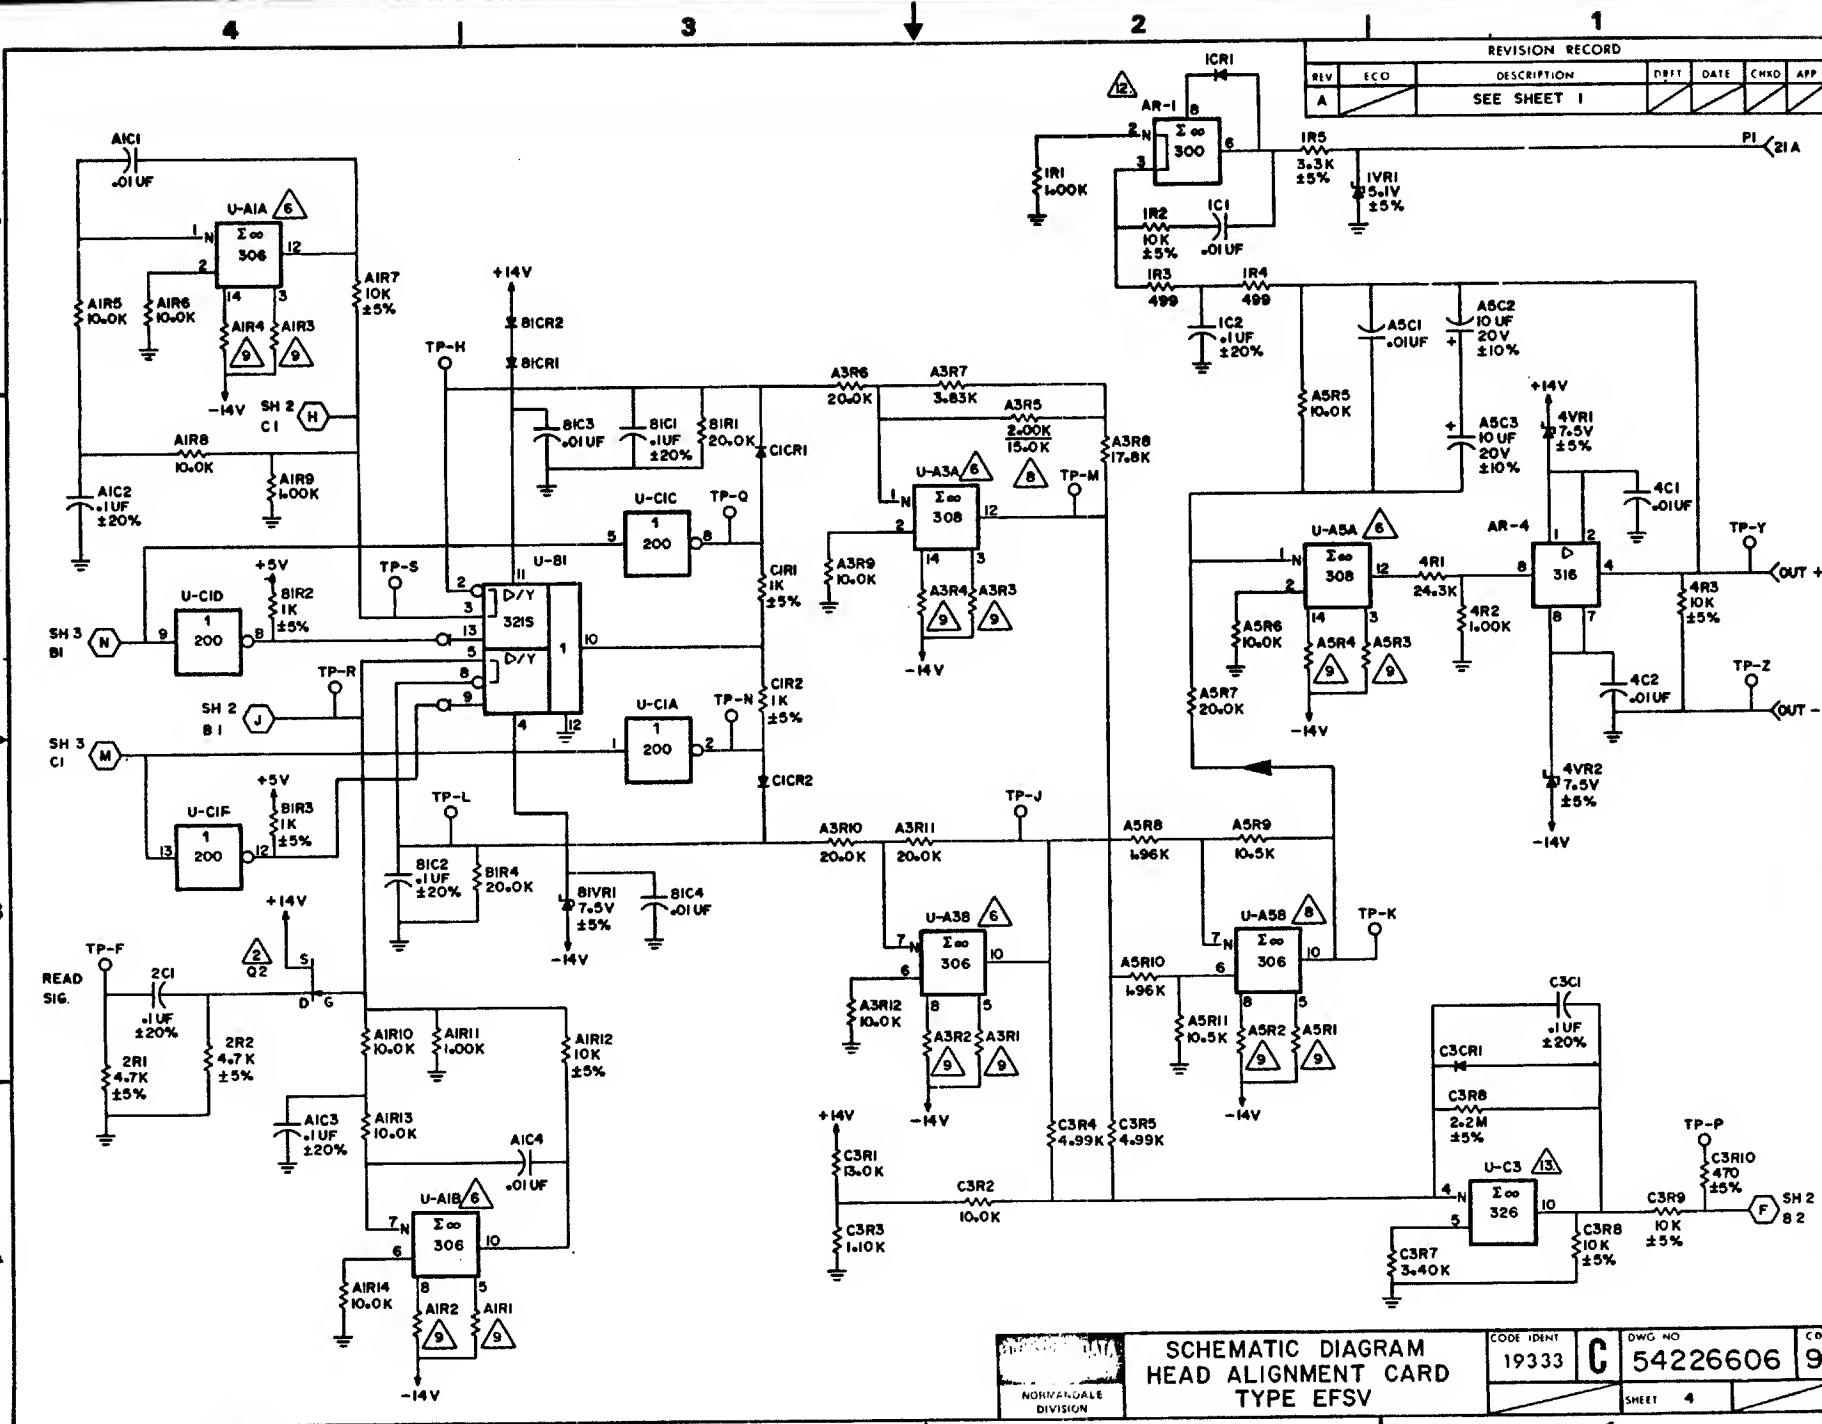 4 3 2 1
REVISION RECORD
REV ECO DESCRIPTION DRFT DATE CHKD APP
A SEE SHEET 1
12
AR-1
ICR1
8
2 N
Σ∞
300
3
6
1R1
1.00K
1R5
3.3K
±5%
P1
21A
1VR1
5.1V
±5%
1R2
10K
±5%
1C1
.01UF
1R3
499
1R4
499
1C2
.1UF
±20%
A1C1
.01UF
U-A1A
6
1 N
Σ∞
306
2
12
14 3
A1R5
10.0K
A1R6
10.0K
A1R4
9
A1R3
9
-14V
A1R7
10K
±5%
SH 2
C1
H
A1R8
10.0K
A1R9
1.00K
A1C2
.1UF
±20%
+14V
81CR2
81CR1
TP-H
81C3
.01UF
81C1
.1UF
±20%
81R1
20.0K
C1CR1
A3R6
20.0K
A3R7
3.83K
A3R5
2.00K
15.0K
8
A3R8
17.8K
TP-M
U-A3A
6
1 N
Σ∞
308
2
12
14 3
A3R9
10.0K
A3R4
9
A3R3
9
-14V
A5C1
.01UF
A5C2
10 UF
20V
±10%
+
A5R5
10.0K
+
A5C3
10 UF
20V
±10%
+14V
4VR1
7.5V
±5%
4C1
.01UF
U-A5A
6
1 N
Σ∞
308
2
12
14 3
A5R6
10.0K
A5R4
9
A5R3
9
-14V
A5R7
20.0K
4R1
24.3K
4R2
1.00K
AR-4
1 2
8
316
4
8 7
TP-Y
OUT +
4R3
10K
±5%
TP-Z
OUT -
4C2
.01UF
4VR2
7.5V
±5%
-14V
U-C1C
5
1
200
8
TP-Q
C1R1
1K
±5%
TP-S
U-B1
11
2
3
13
5
8
9
▷/Y
321S
▷/Y
1
10
4 12
+5V
81R2
1K
±5%
U-C1D
9
1
200
8
SH 3
B1
N
TP-R
SH 2
B1
J
SH 3
C1
M
C1R2
1K
±5%
U-C1A
1
1
200
2
TP-N
C1CR2
+5V
B1R3
1K
±5%
U-C1F
13
1
200
12
TP-L
81C2
.1UF
±20%
B1R4
20.0K
81VR1
7.5V
±5%
-14V
81C4
.01UF
A3R10
20.0K
A3R11
20.0K
TP-J
A5R8
1.96K
A5R9
10.5K
U-A3B
6
7 N
Σ∞
306
6
10
8 5
A3R12
10.0K
A3R2
9
A3R1
9
-14V
U-A5B
8
7 N
Σ∞
306
6
10
8 5
TP-K
A5R10
1.96K
A5R11
10.5K
A5R2
9
A5R1
9
-14V
+14V
2
Q2
S
D G
TP-F
READ
SIG.
2C1
.1UF
±20%
2R1
4.7K
±5%
2R2
4.7K
±5%
A1R10
10.0K
A1R11
1.00K
A1R12
10K
±5%
A1C3
.1UF
±20%
A1R13
10.0K
A1C4
.01UF
U-A1B
6
7 N
Σ∞
306
6
10
8 5
A1R14
10.0K
A1R2
9
A1R1
9
-14V
+14V
C3R1
13.0K
C3R3
1.10K
C3R2
10.0K
C3R4
4.99K
C3R5
4.99K
C3C1
.1UF
±20%
C3CR1
C3R8
2.2M
±5%
U-C3
13
4 N
Σ∞
326
5
10
C3R7
3.40K
C3R8
10K
±5%
C3R9
10K
±5%
TP-P
C3R10
470
±5%
F
SH 2
B2
DATA
NORMANDALE
DIVISION
SCHEMATIC DIAGRAM
HEAD ALIGNMENT CARD
TYPE EFSV
CODE IDENT
19333
C
DWG NO
54226606
9
SHEET 4